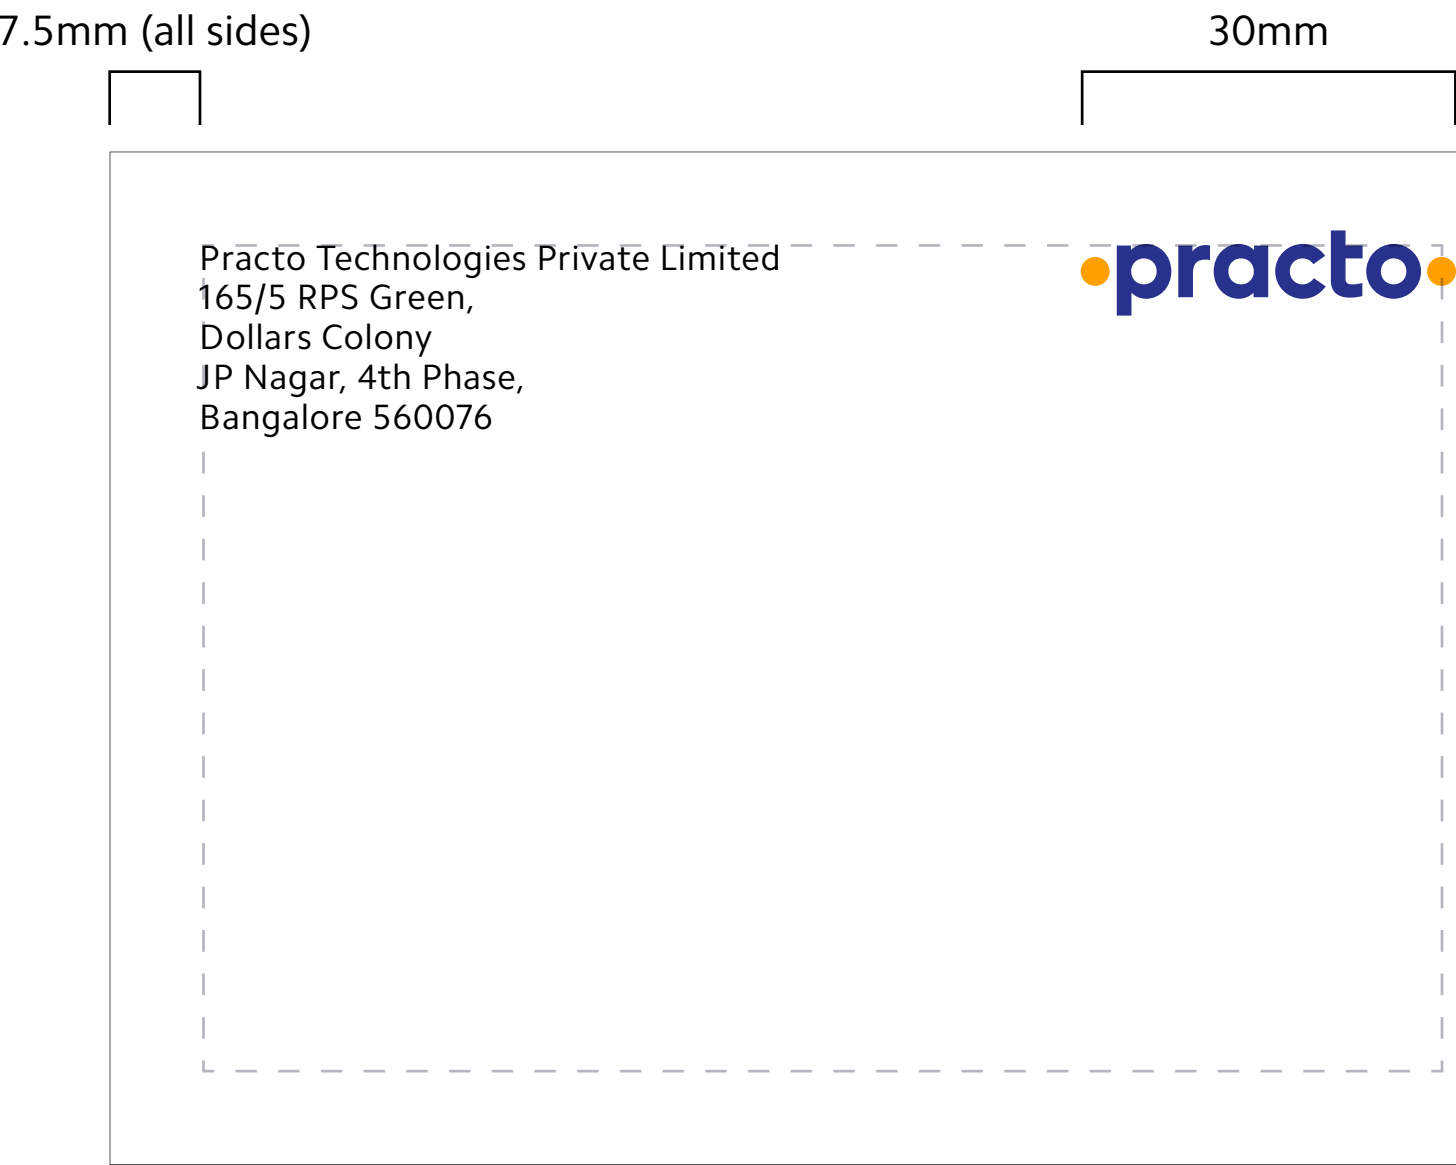 7.5mm (all sides)
30mm
Practo Technologies Private Limited
165/5 RPS Green,
Dollars Colony
JP Nagar, 4th Phase,
Bangalore 560076
practo